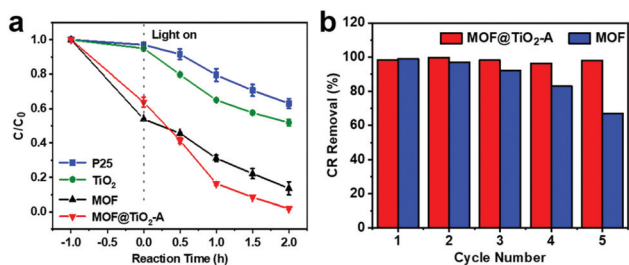 a
C/C0
1.0
0.8
0.6
0.4
0.2
0.0
Light on
P25
TiO2
MOF
MOF@TiO2-A
-1.0 0.0 0.5 1.0 1.5 2.0
Reaction Time (h)
b
CR Removal (%)
120
100
80
60
40
20
0
MOF@TiO2-A MOF
1 2 3 4 5
Cycle Number